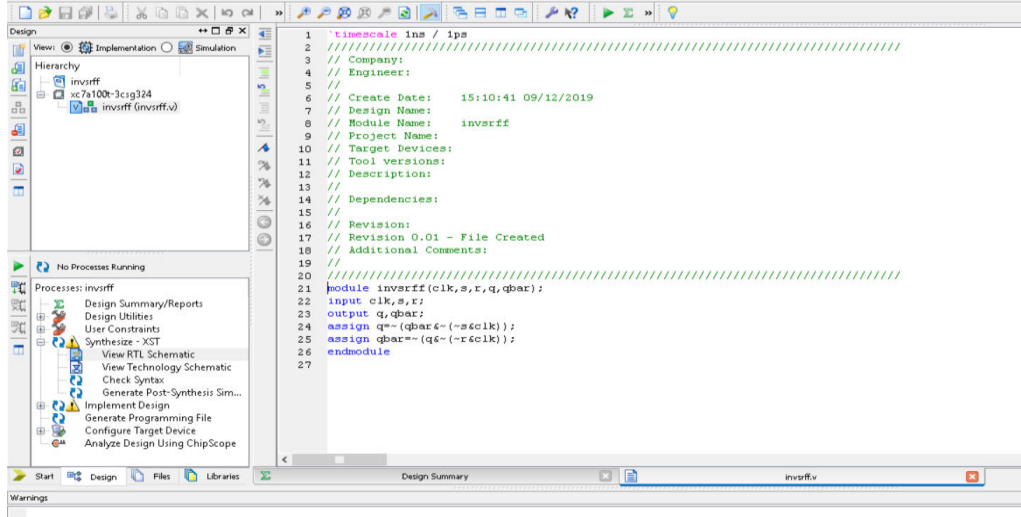 Design
View: Implementation Simulation
Hierarchy
invsrff
xc7a100t-3csg324
invsrff (invsrff.v)
No Processes Running
Processes: invsrff
Design Summary/Reports
Design Utilities
User Constraints
Synthesize - XST
View RTL Schematic
View Technology Schematic
Check Syntax
Generate Post-Synthesis Sim...
Implement Design
Generate Programming File
Configure Target Device
Analyze Design Using ChipScope
Start Design Files Libraries
1 `timescale 1ns / 1ps
2 //////////////////////////////////////////////////////////////////////////////////
3 // Company:
4 // Engineer:
5 //
6 // Create Date: 15:10:41 09/12/2019
7 // Design Name:
8 // Module Name: invsrff
9 // Project Name:
10 // Target Devices:
11 // Tool versions:
12 // Description:
13 //
14 // Dependencies:
15 //
16 // Revision:
17 // Revision 0.01 - File Created
18 // Additional Comments:
19 //
20 //////////////////////////////////////////////////////////////////////////////////
21 module invsrff(clk,s,r,q,qbar);
22 input clk,s,r;
23 output q,qbar;
24 assign q=~(qbar&~(~s&clk));
25 assign qbar=~(q&~(~r&clk));
26 endmodule
27
Design Summary
invsrff.v
Warnings